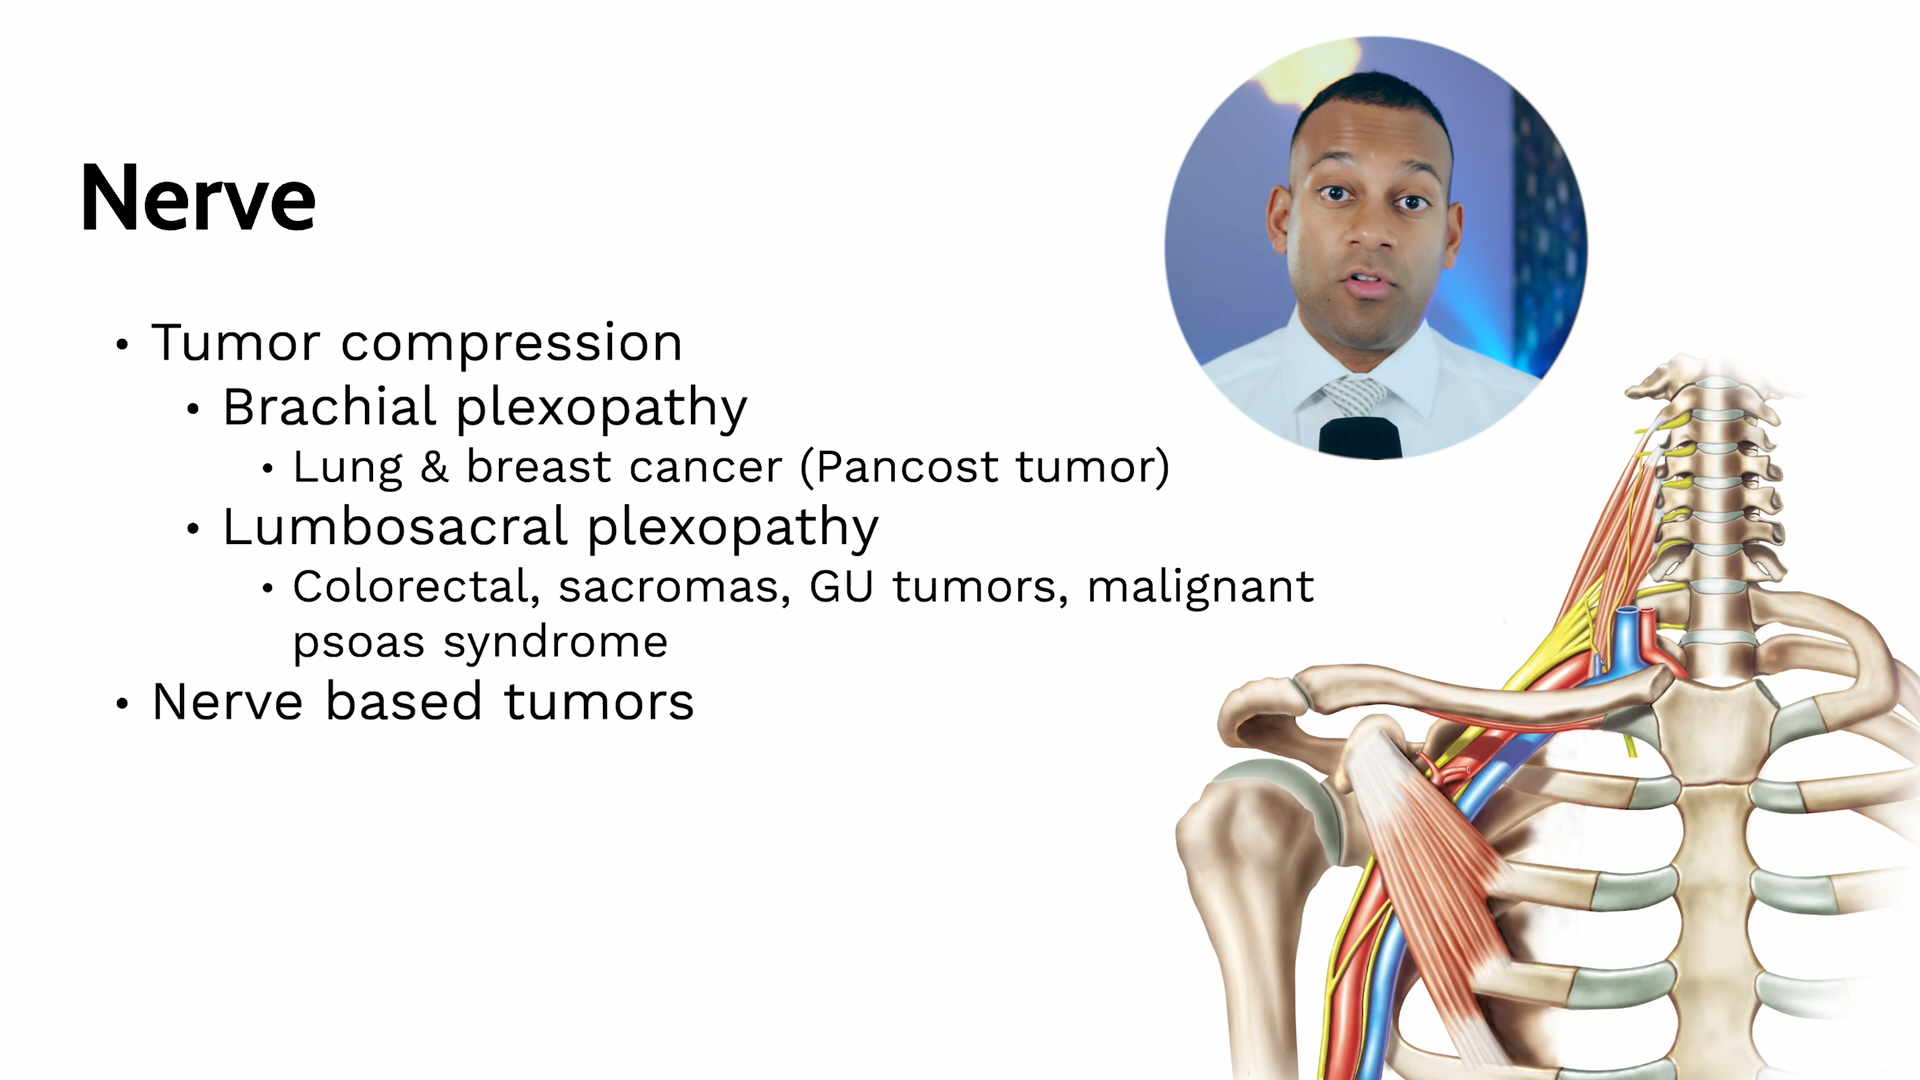 Nerve
• Tumor compression
• Brachial plexopathy
• Lung & breast cancer (Pancost tumor)
• Lumbosacral plexopathy
• Colorectal, sacromas, GU tumors, malignant
psoas syndrome
• Nerve based tumors